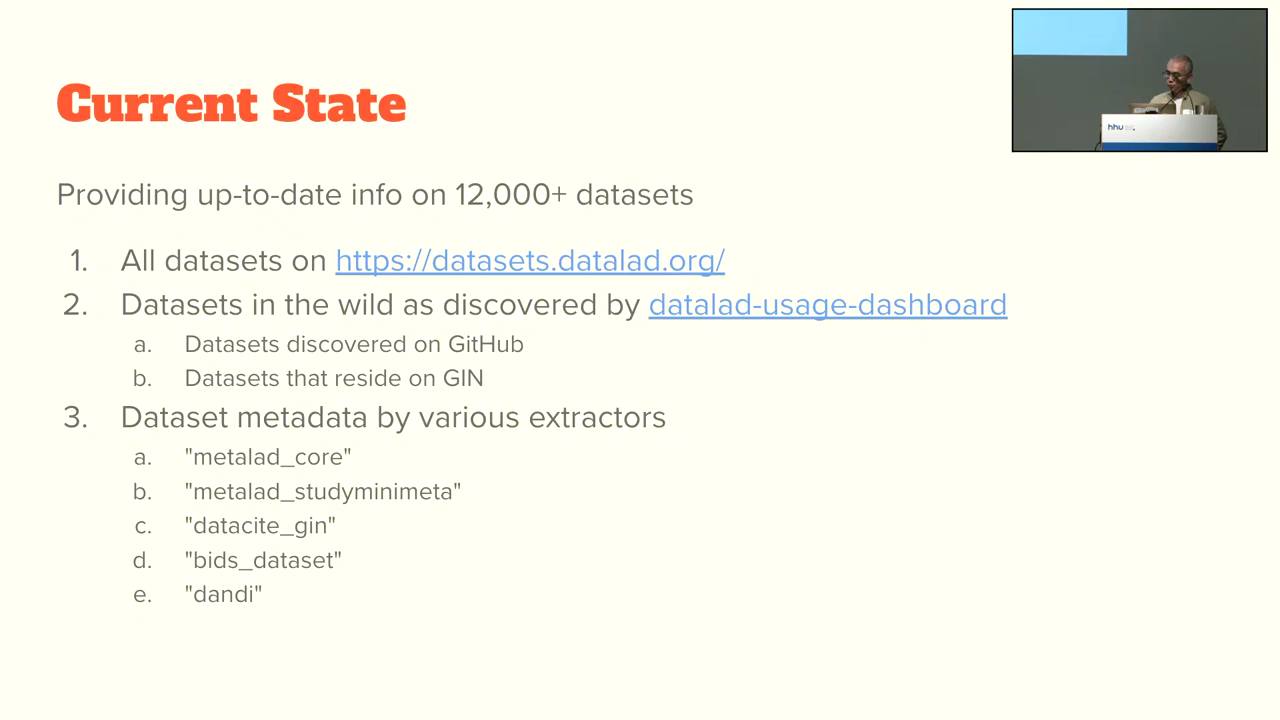 Current State
Providing up-to-date info on 12,000+ datasets
1. All datasets on https://datasets.datalad.org/
2. Datasets in the wild as discovered by datalad-usage-dashboard
a. Datasets discovered on GitHub
b. Datasets that reside on GIN
3. Dataset metadata by various extractors
a. "metalad_core"
b. "metalad_studyminimeta"
c. "datacite_gin"
d. "bids_dataset"
e. "dandi"
hhu